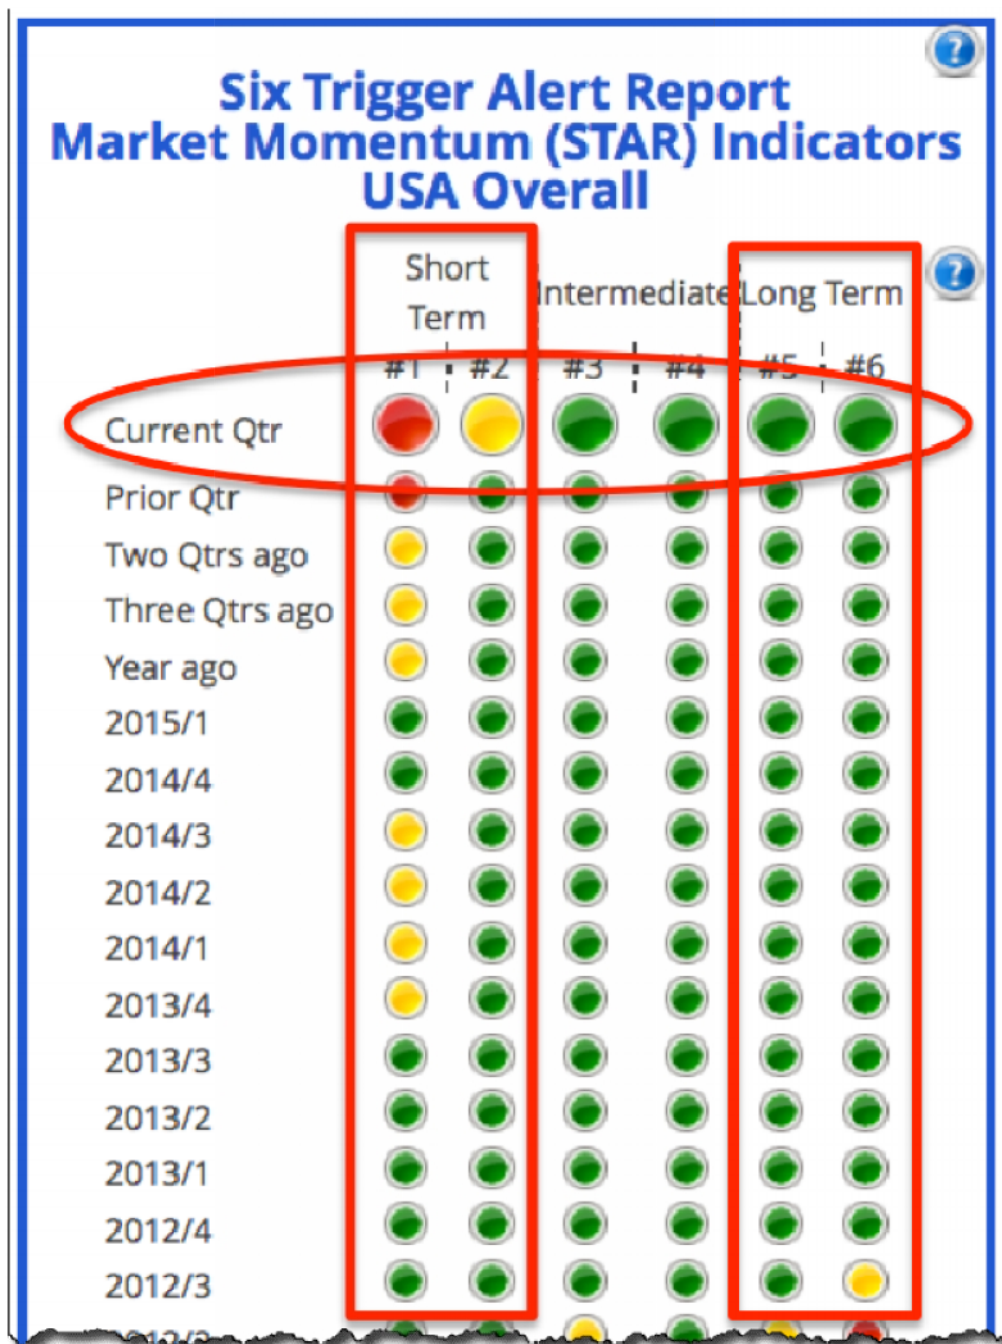 ?
Six Trigger Alert Report
Market Momentum (STAR) Indicators
USA Overall
?
Short
Term
Intermediate
Long Term
#1 #2 #3 #4 #5 #6
Current Qtr
Prior Qtr
Two Qtrs ago
Three Qtrs ago
Year ago
2015/1
2014/4
2014/3
2014/2
2014/1
2013/4
2013/3
2013/2
2013/1
2012/4
2012/3